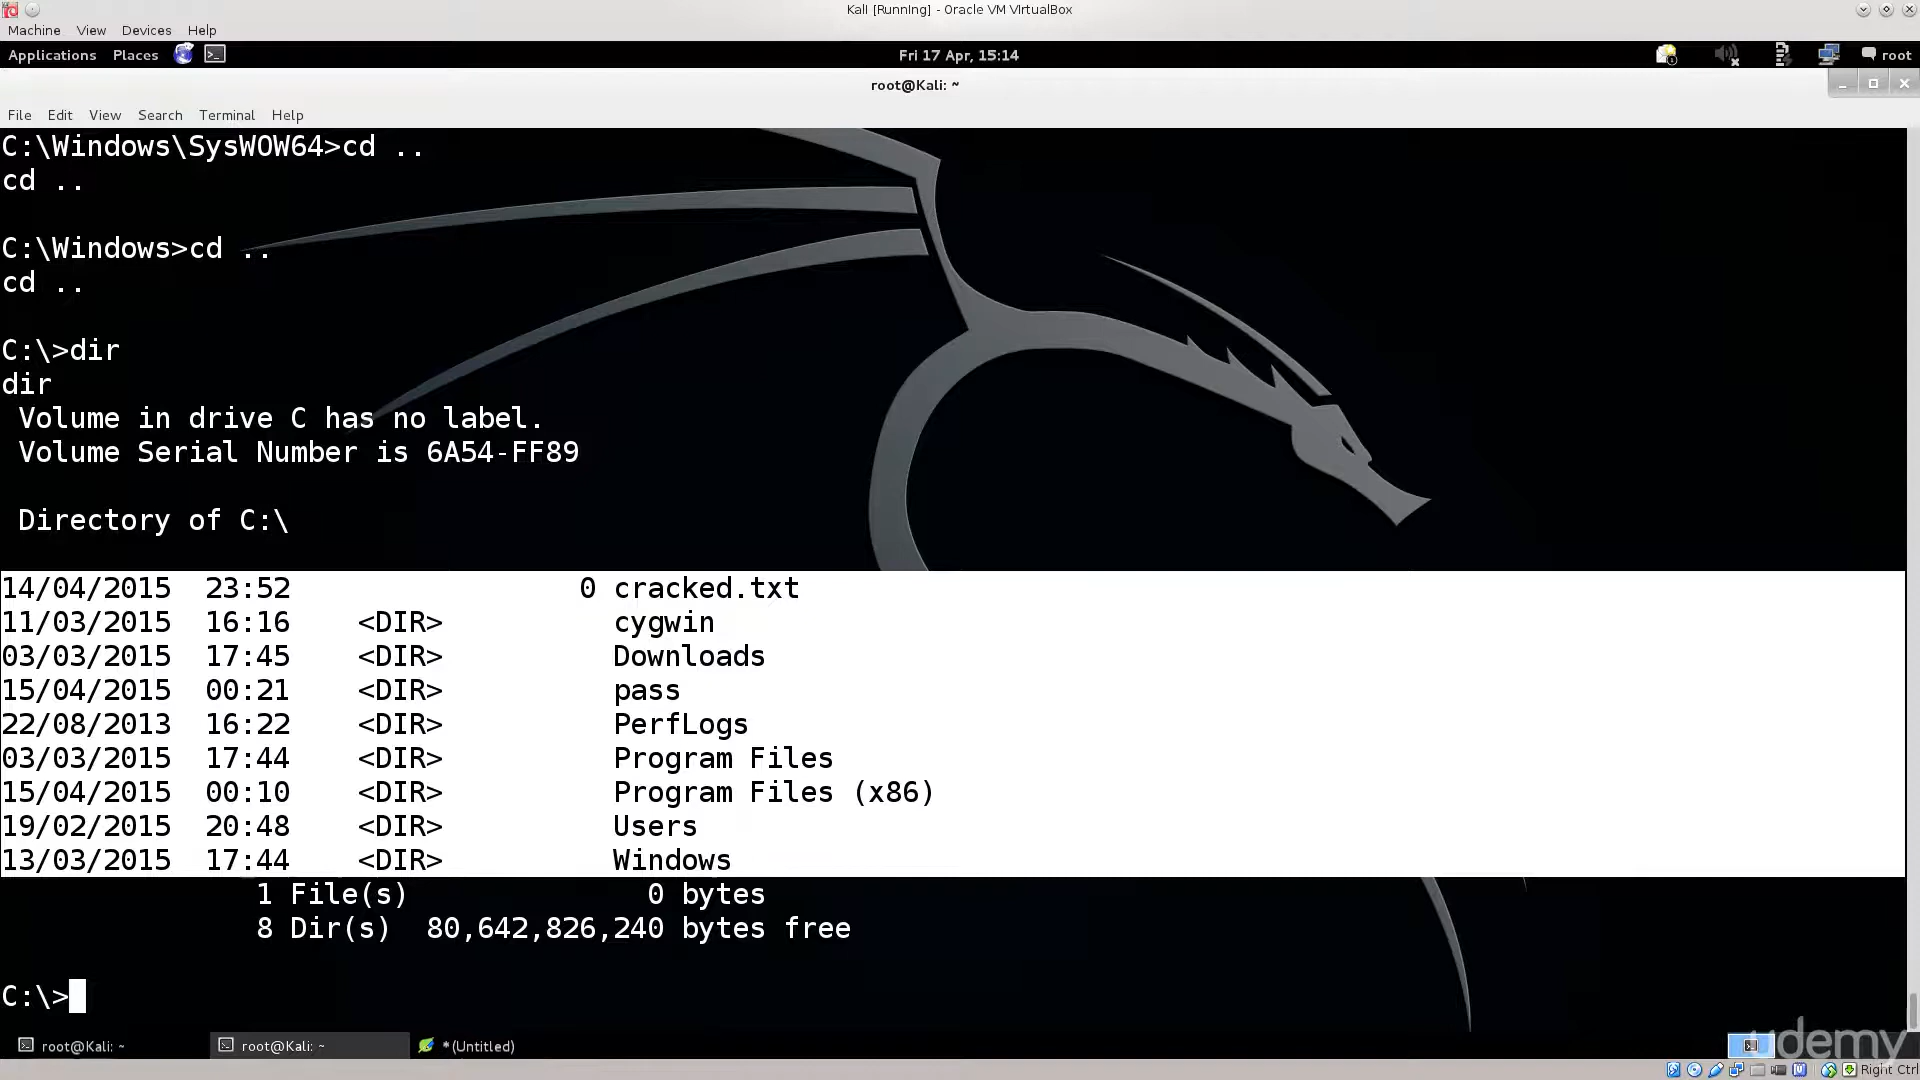 Kali [Running] - Oracle VM VirtualBox
Machine View Devices Help
Applications Places Fri 17 Apr, 15:14 root
root@Kali: ~
File Edit View Search Terminal Help
C:\Windows\SysWOW64>cd ..
cd ..
C:\Windows>cd ..
cd ..
C:\>dir
dir
Volume in drive C has no label.
Volume Serial Number is 6A54-FF89
Directory of C:\
14/04/2015 23:52 0 cracked.txt
11/03/2015 16:16 <DIR> cygwin
03/03/2015 17:45 <DIR> Downloads
15/04/2015 00:21 <DIR> pass
22/08/2013 16:22 <DIR> PerfLogs
03/03/2015 17:44 <DIR> Program Files
15/04/2015 00:10 <DIR> Program Files (x86)
19/02/2015 20:48 <DIR> Users
13/03/2015 17:44 <DIR> Windows
1 File(s) 0 bytes
8 Dir(s) 80,642,826,240 bytes free
C:\>
root@Kali: ~ root@Kali: ~ *(Untitled)
udemy
Right Ctrl